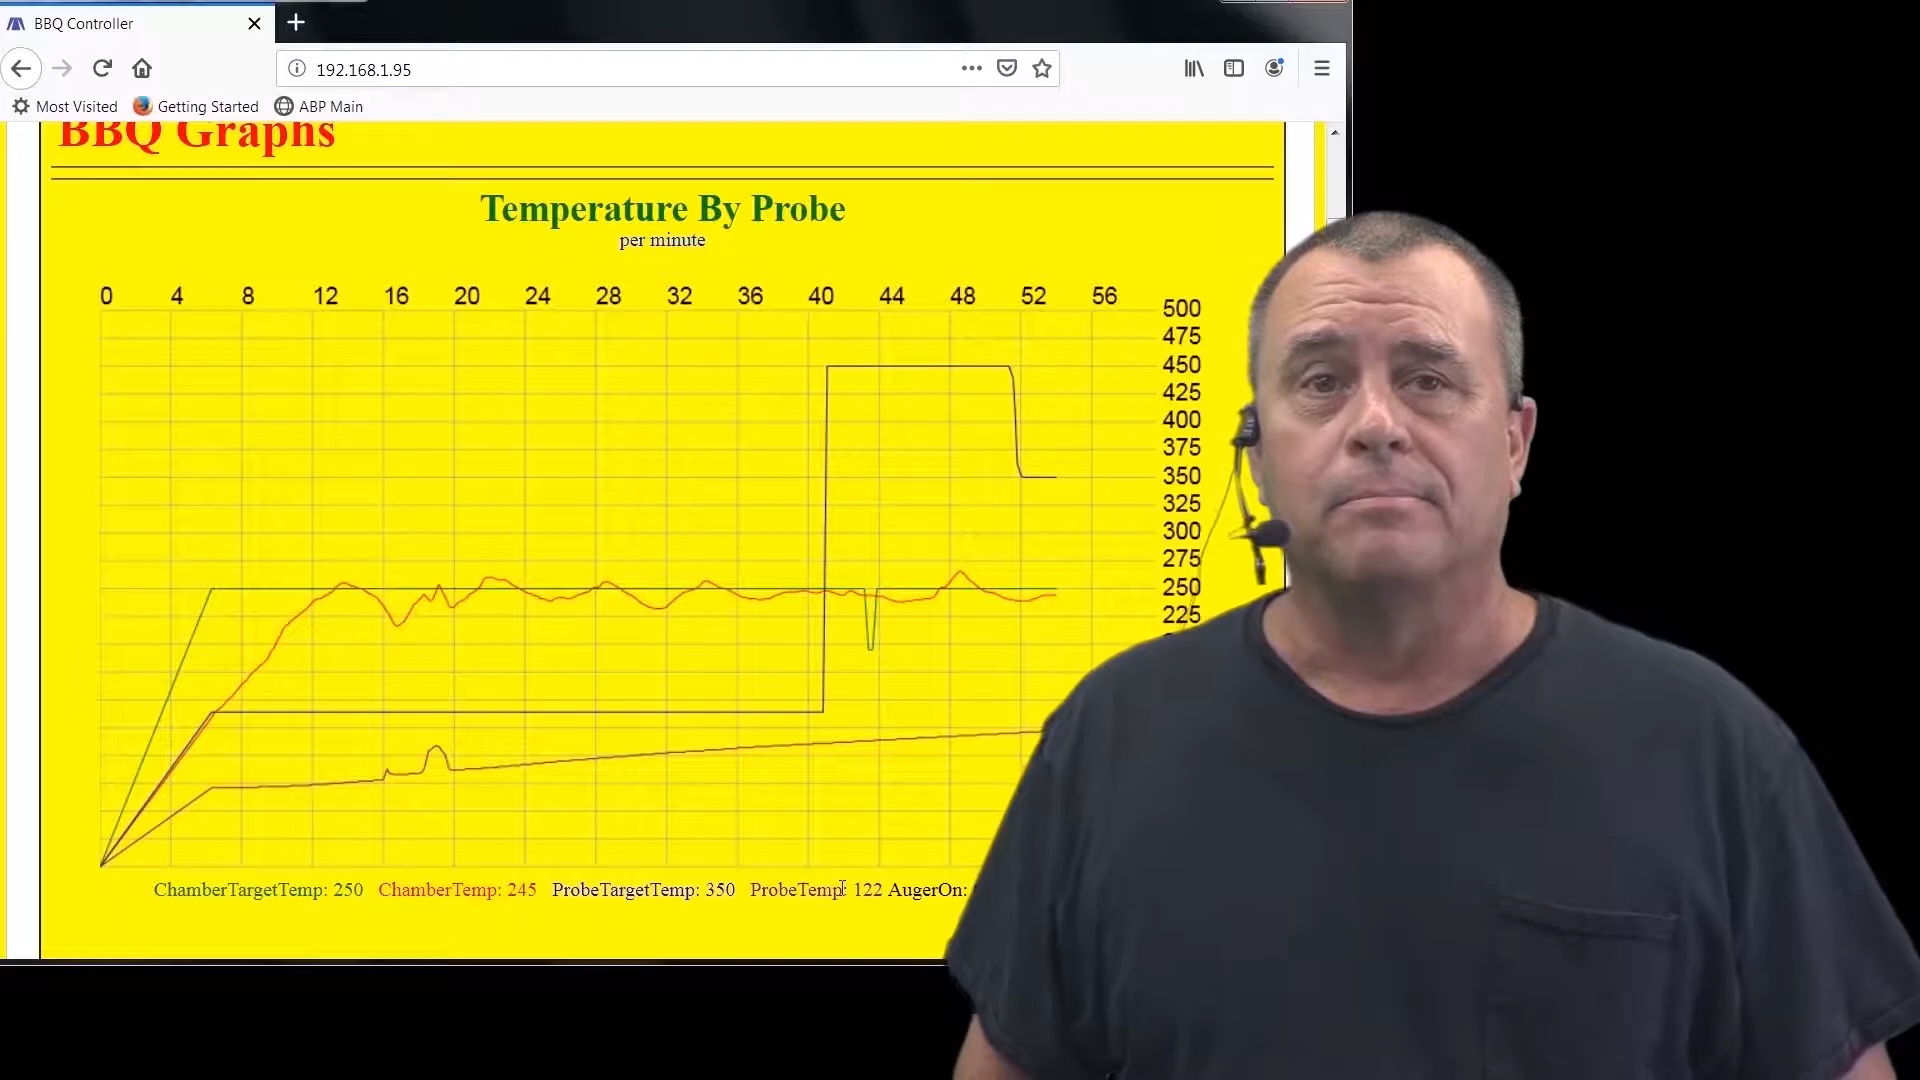 BBQ Controller
192.168.1.95
Most Visited Getting Started ABP Main
BBQ Graphs
Temperature By Probe
per minute
0 4 8 12 16 20 24 28 32 36 40 44 48 52 56
500
475
450
425
400
375
350
325
300
275
250
225
ChamberTargetTemp: 250 ChamberTemp: 245 ProbeTargetTemp: 350 ProbeTemp: 122 AugerOn: